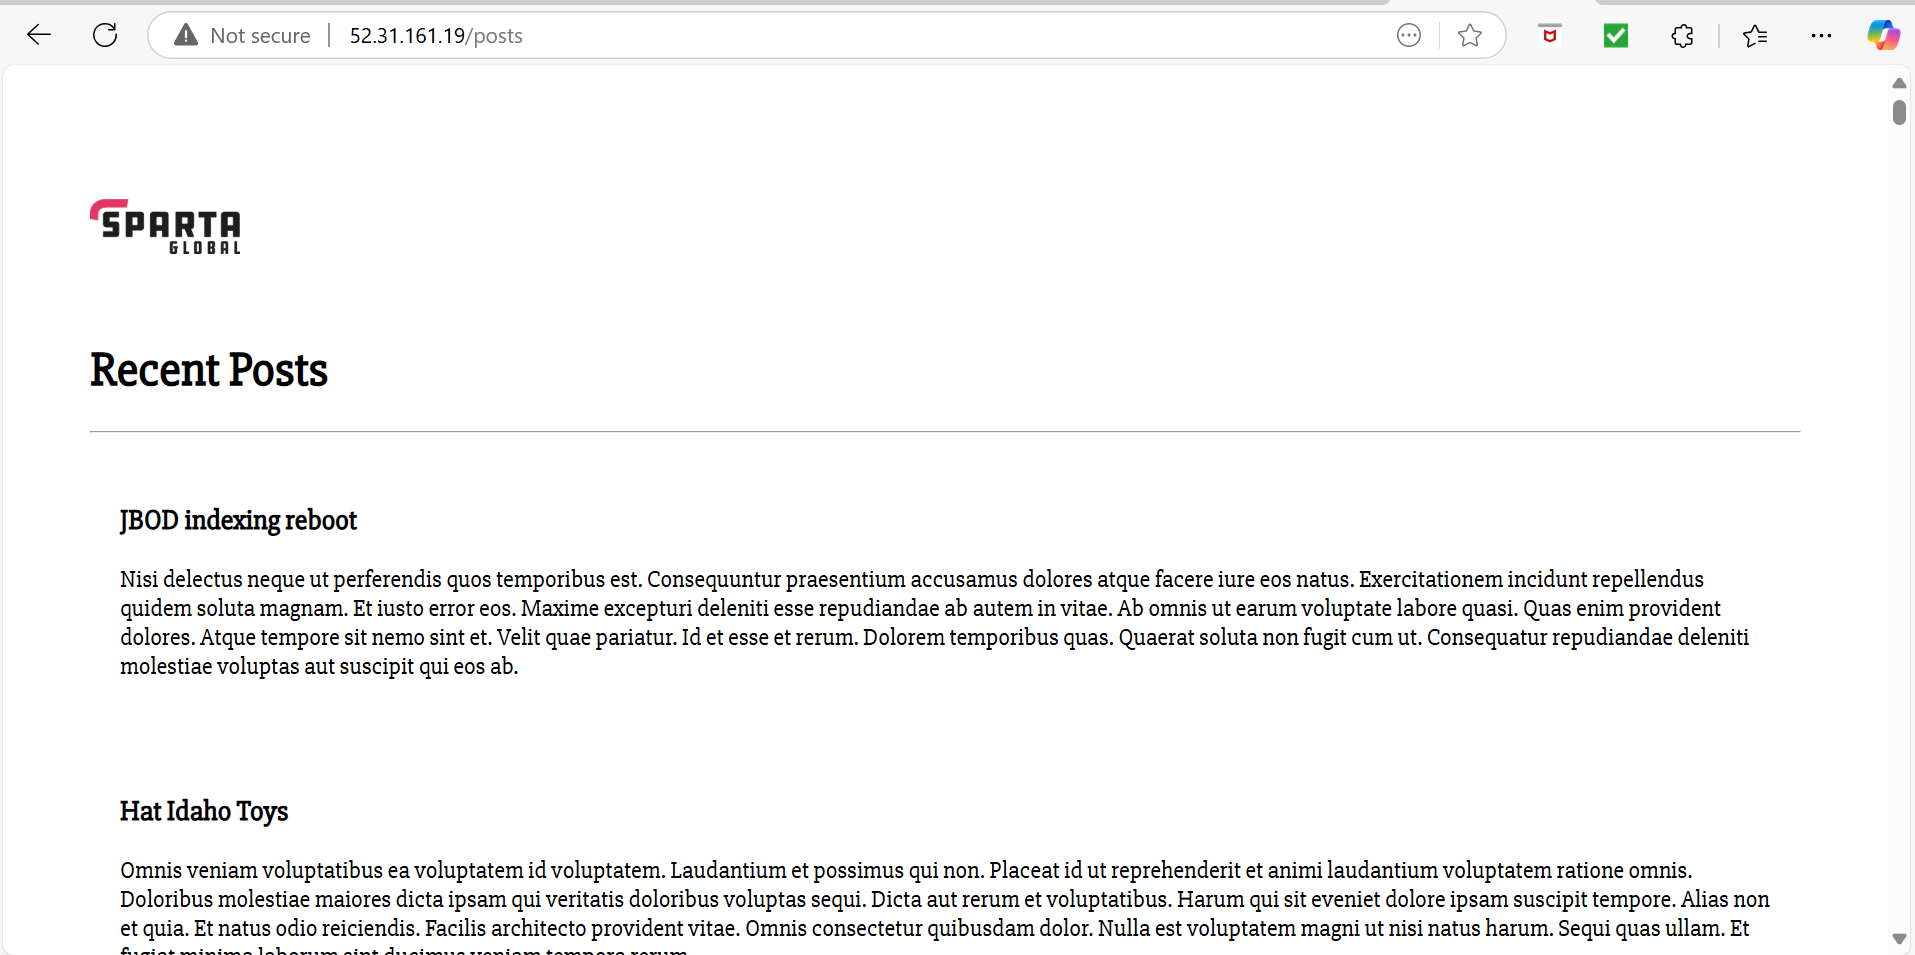 Not secure
52.31.161.19/posts
SPARTA
GLOBAL
Recent Posts
JBOD indexing reboot
Nisi delectus neque ut perferendis quos temporibus est. Consequuntur praesentium accusamus dolores atque facere iure eos natus. Exercitationem incidunt repellendus
quidem soluta magnam. Et iusto error eos. Maxime excepturi deleniti esse repudiandae ab autem in vitae. Ab omnis ut earum voluptate labore quasi. Quas enim provident
dolores. Atque tempore sit nemo sint et. Velit quae pariatur. Id et esse et rerum. Dolorem temporibus quas. Quaerat soluta non fugit cum ut. Consequatur repudiandae deleniti
molestiae voluptas aut suscipit qui eos ab.
Hat Idaho Toys
Omnis veniam voluptatibus ea voluptatem id voluptatem. Laudantium et possimus qui non. Placeat id ut reprehenderit et animi laudantium voluptatem ratione omnis.
Doloribus molestiae maiores dicta ipsam qui veritatis doloribus voluptas sequi. Dicta aut rerum et voluptatibus. Harum qui sit eveniet dolore ipsam suscipit tempore. Alias non
et quia. Et natus odio reiciendis. Facilis architecto provident vitae. Omnis consectetur quibusdam dolor. Nulla est voluptatem magni ut nisi natus harum. Sequi quas ullam. Et
fugiat minima laborum sint ducimus veniam tempora rerum.